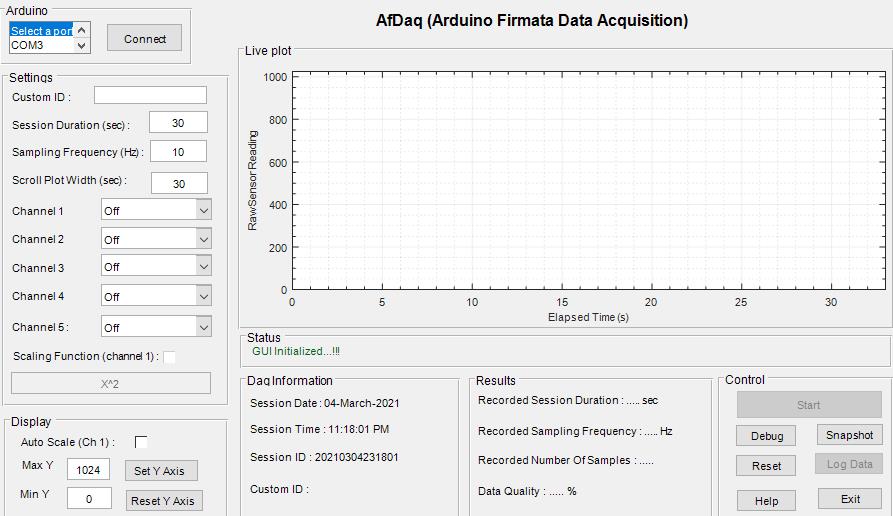 AfDaq (Arduino Firmata Data Acquisition)
Arduino
Select a port
COM3
Connect
Settings
Custom ID :
Session Duration (sec) : 30
Sampling Frequency (Hz) : 10
Scroll Plot Width (sec) : 30
Channel 1 Off
Channel 2 Off
Channel 3 Off
Channel 4 Off
Channel 5 : Off
Scaling Function (channel 1) :
X^2
Display
Auto Scale (Ch 1) :
Max Y 1024 Set Y Axis
Min Y 0 Reset Y Axis
Live plot
Raw Sensor Reading
1000
800
600
400
200
0
0 5 10 15 20 25 30
Elapsed Time (s)
Status
GUI Initialized...!!!
Daq Information
Session Date : 04-March-2021
Session Time : 11:18:01 PM
Session ID : 20210304231801
Custom ID :
Results
Recorded Session Duration : ..... sec
Recorded Sampling Frequency : ..... Hz
Recorded Number Of Samples : .....
Data Quality : ..... %
Control
Start
Debug Snapshot
Reset Log Data
Help Exit